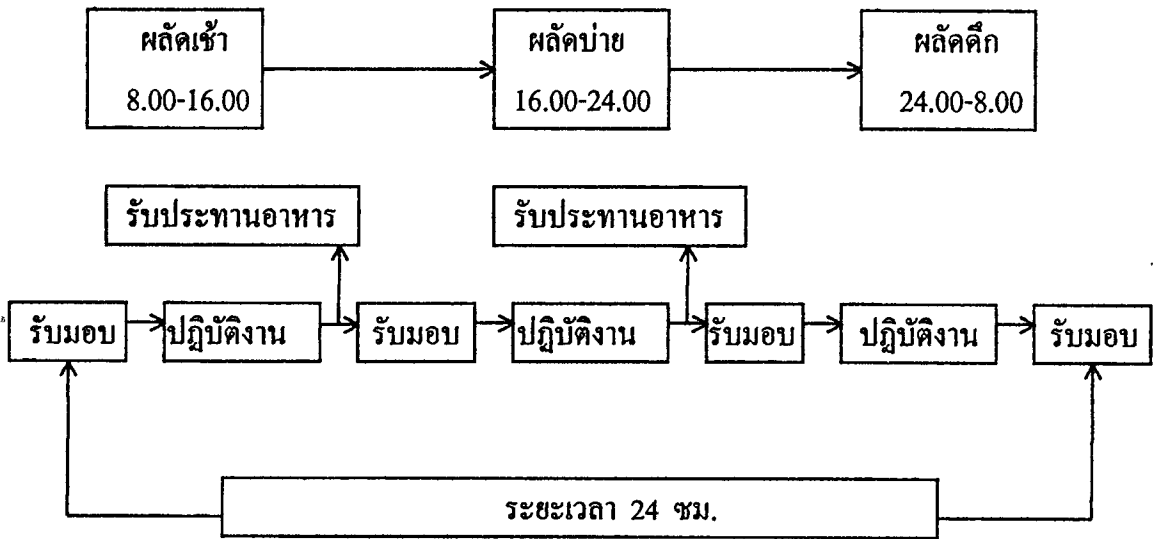 ผลัดเช้า ผลัดบ่าย ผลัดดึก
8.00-16.00 16.00-24.00 24.00-8.00
รับประทานอาหาร รับประทานอาหาร
รับมอบ ปฏิบัติงาน รับมอบ ปฏิบัติงาน รับมอบ ปฏิบัติงาน รับมอบ
ระยะเวลา 24 ชม.